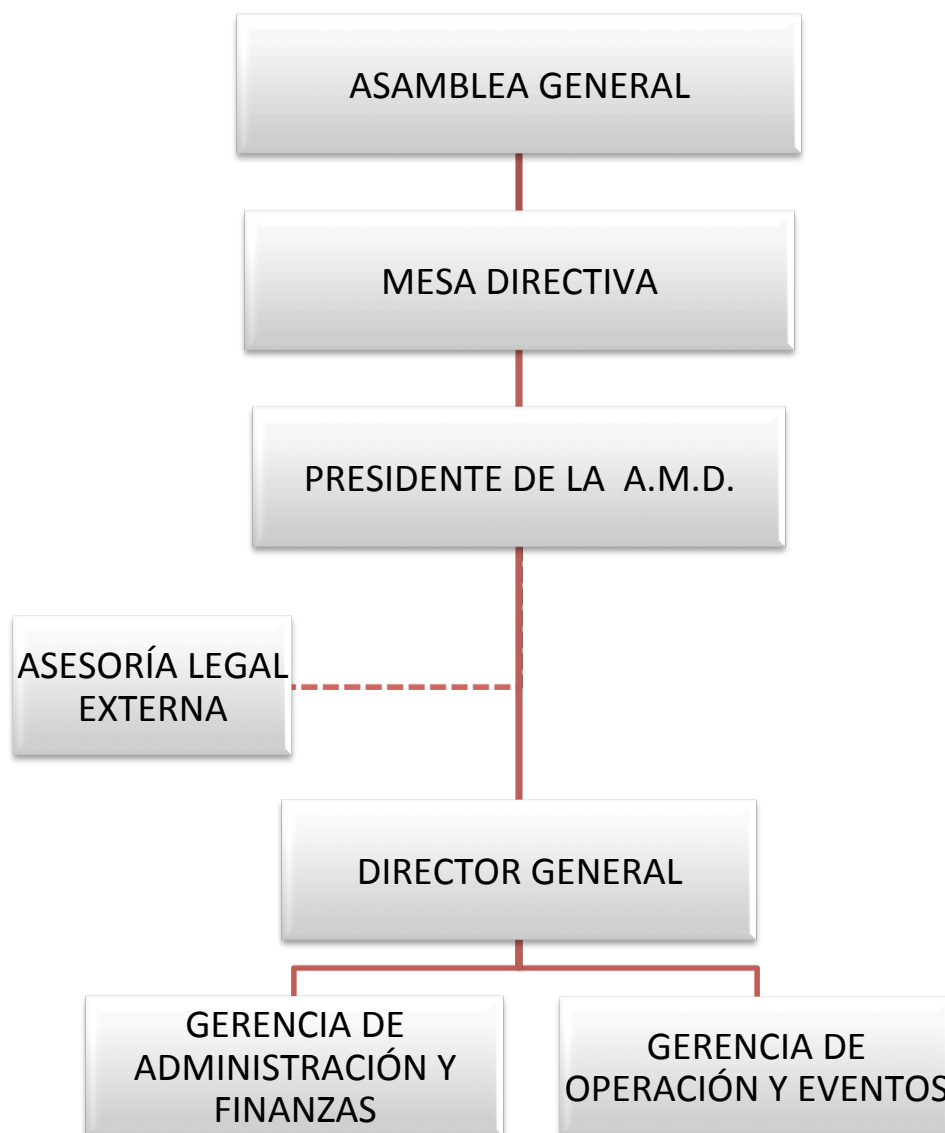 ASAMBLEA GENERAL
MESA DIRECTIVA
PRESIDENTE DE LA  A.M.D.
ASESORÍA LEGAL
EXTERNA
DIRECTOR GENERAL
GERENCIA DE
ADMINISTRACIÓN Y
FINANZAS
GERENCIA DE
OPERACIÓN Y EVENTOS